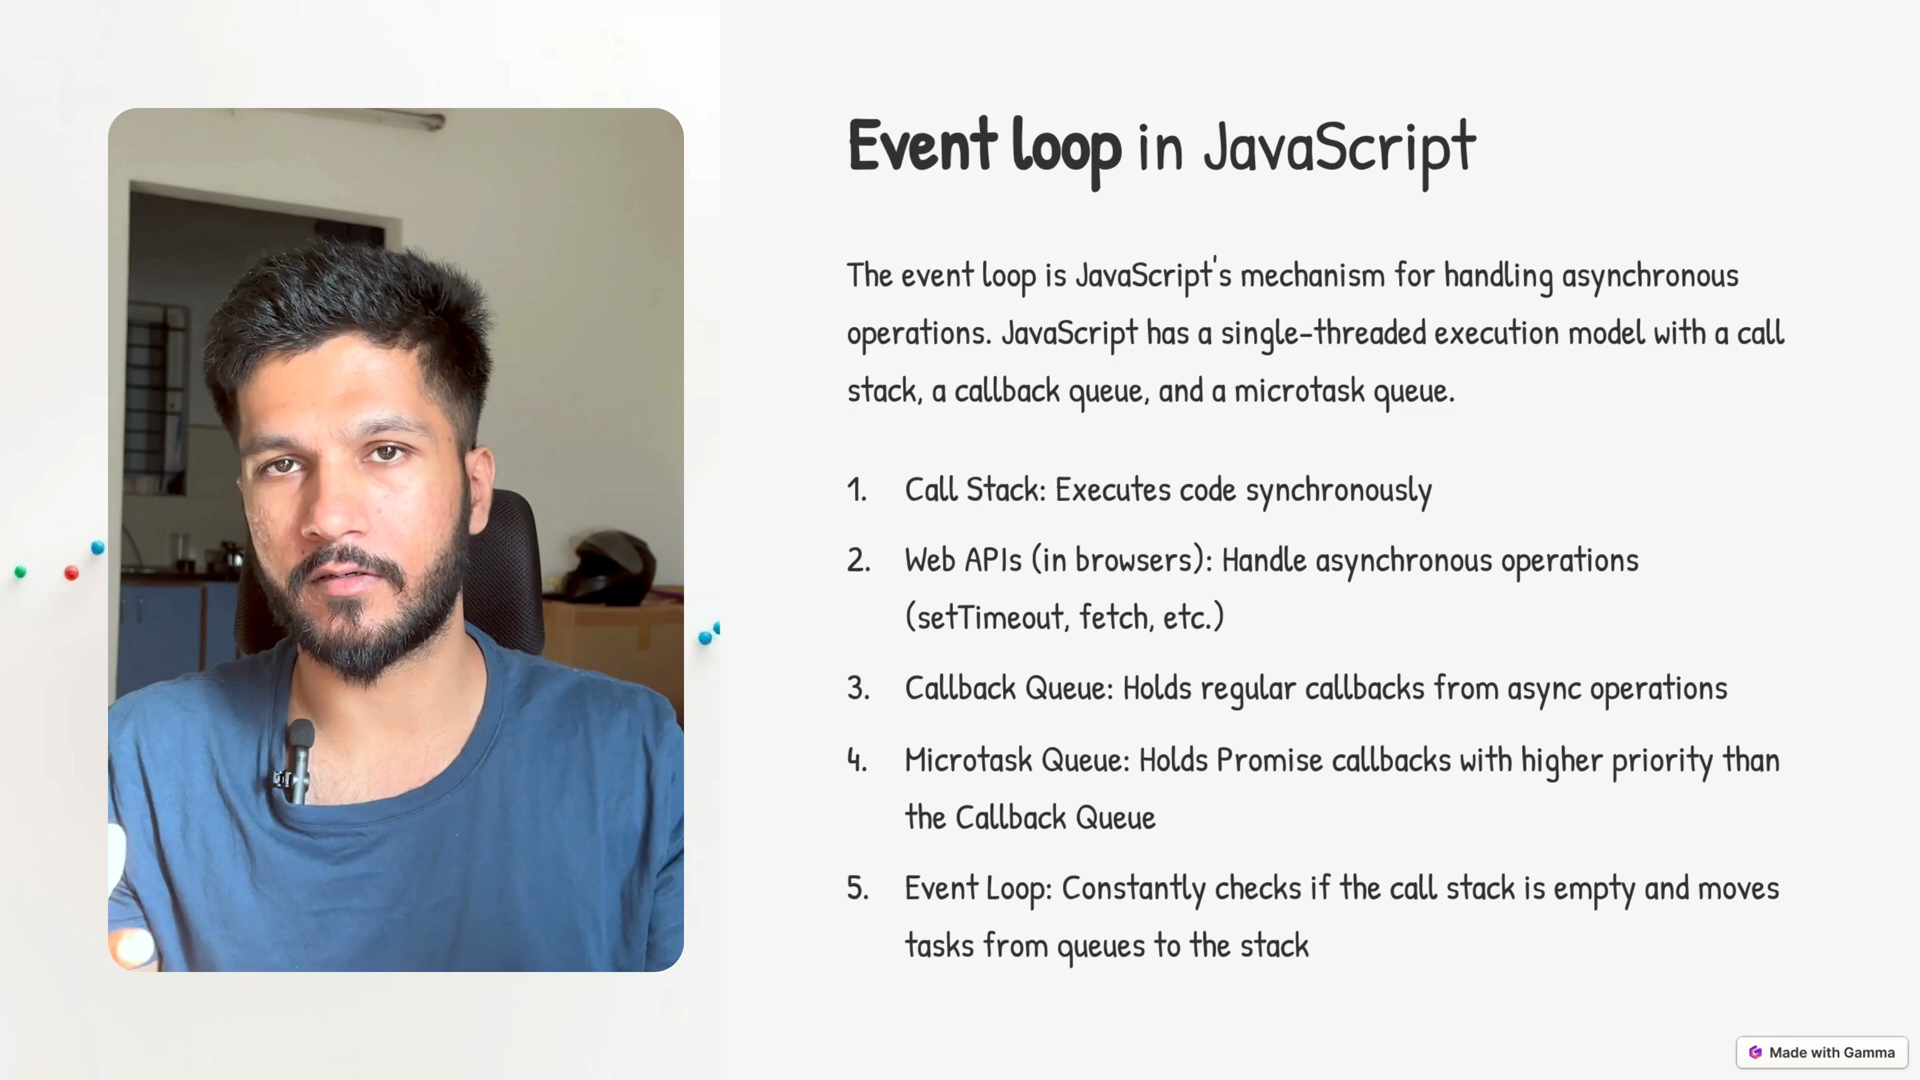 Event loop in JavaScript
The event loop is JavaScript's mechanism for handling asynchronous
operations. JavaScript has a single-threaded execution model with a call
stack, a callback queue, and a microtask queue.
1. Call Stack: Executes code synchronously
2. Web APIs (in browsers): Handle asynchronous operations
(setTimeout, fetch, etc.)
3. Callback Queue: Holds regular callbacks from async operations
4. Microtask Queue: Holds Promise callbacks with higher priority than
the Callback Queue
5. Event Loop: Constantly checks if the call stack is empty and moves
tasks from queues to the stack
Made with Gamma